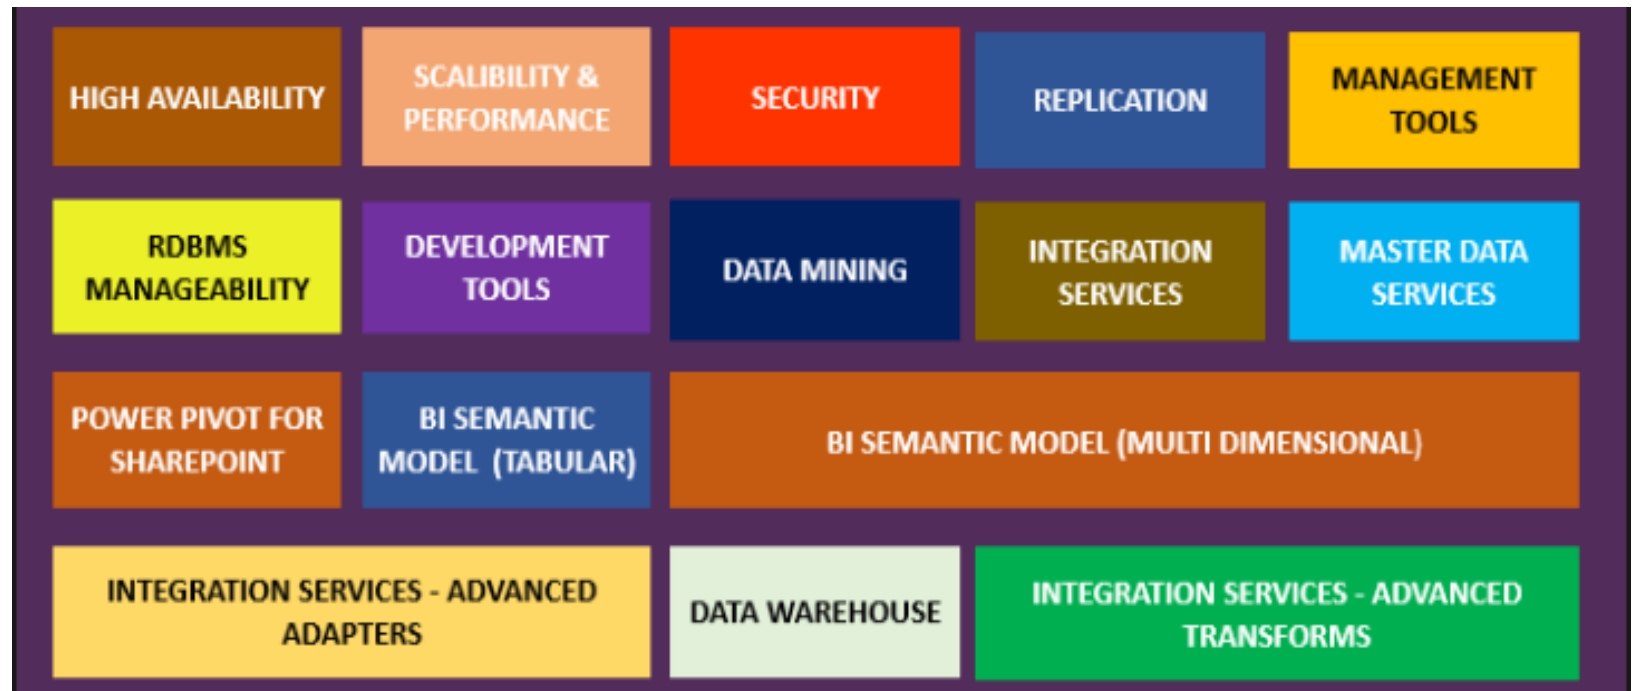 HIGH AVAILABILITY
SCALIBILITY &
PERFORMANCE
SECURITY
REPLICATION
MANAGEMENT
TOOLS
RDBMS
MANAGEABILITY
DEVELOPMENT
TOOLS
DATA MINING
INTEGRATION
SERVICES
MASTER DATA
SERVICES
POWER PIVOT FOR
SHAREPOINT
BI SEMANTIC
MODEL (TABULAR)
BI SEMANTIC MODEL (MULTI DIMENSIONAL)
INTEGRATION SERVICES - ADVANCED
ADAPTERS
DATA WAREHOUSE
INTEGRATION SERVICES - ADVANCED
TRANSFORMS